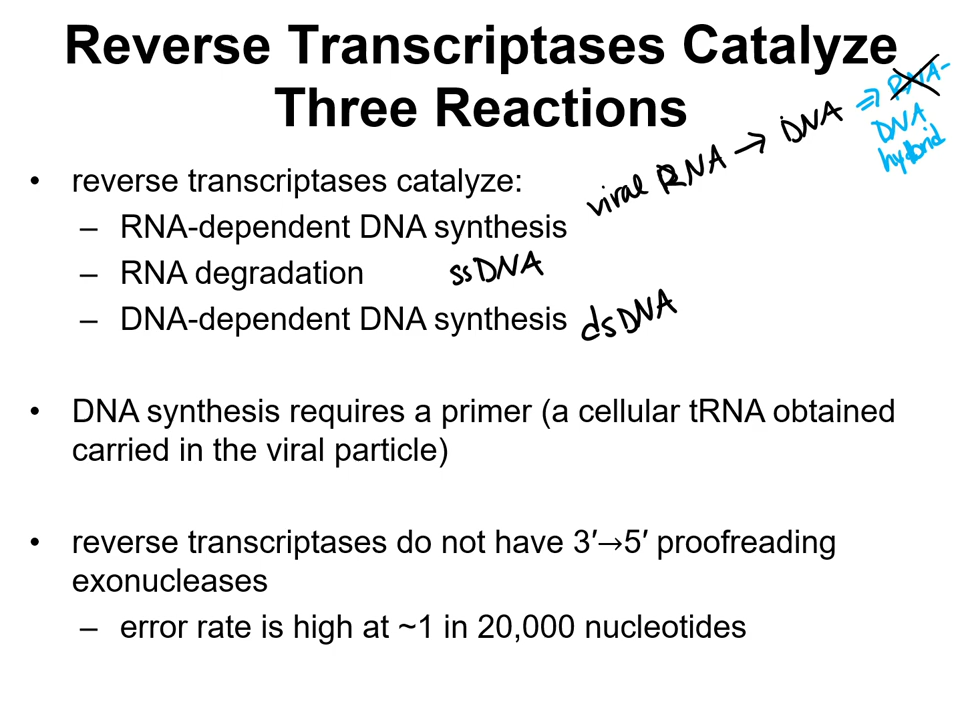 Reverse Transcriptases Catalyze
Three Reactions
viral RNA → DNA ⇒ RNA-
DNA
hybrid
• reverse transcriptases catalyze:
– RNA-dependent DNA synthesis
– RNA degradation ssDNA
– DNA-dependent DNA synthesis dsDNA
• DNA synthesis requires a primer (a cellular tRNA obtained
carried in the viral particle)
• reverse transcriptases do not have 3′→5′ proofreading
exonucleases
– error rate is high at ~1 in 20,000 nucleotides